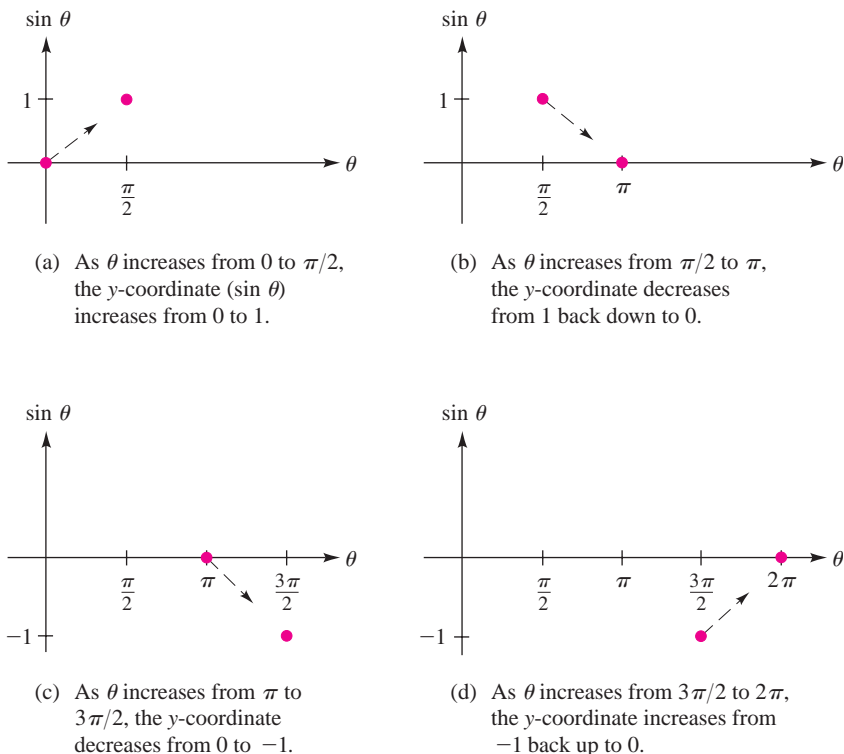 sin θ
1
θ
π/2
(a) As θ increases from 0 to π/2,
the y-coordinate (sin θ)
increases from 0 to 1.
sin θ
1
θ
π/2 π
(b) As θ increases from π/2 to π,
the y-coordinate decreases
from 1 back down to 0.
sin θ
θ
π/2 π 3π/2
−1
(c) As θ increases from π to
3π/2, the y-coordinate
decreases from 0 to −1.
sin θ
θ
π/2 π 3π/2 2π
−1
(d) As θ increases from 3π/2 to 2π,
the y-coordinate increases from
−1 back up to 0.